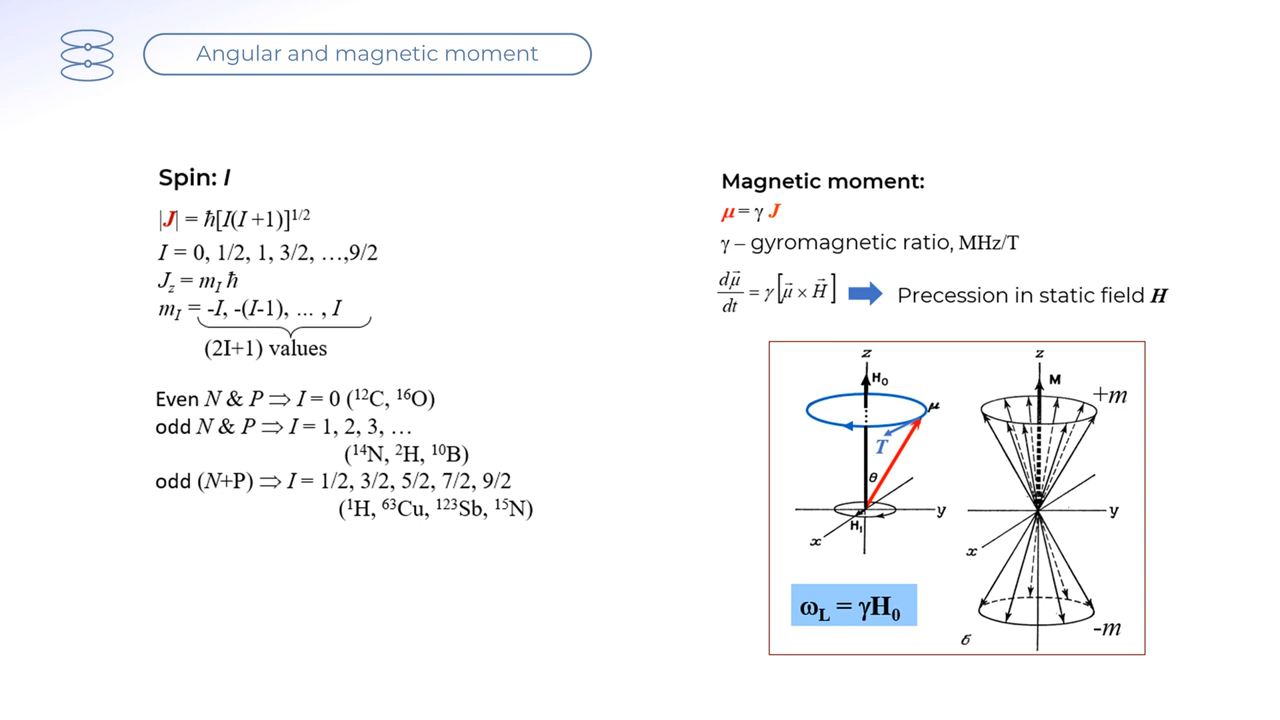 Angular and magnetic moment
Spin: I
|J| = ħ[I(I +1)]^{1/2}
I = 0, 1/2, 1, 3/2, …,9/2
J_z = m_I ħ
m_I = -I, -(I-1), … , I
(2I+1) values
Even N & P ⇒ I = 0 (¹²C, ¹⁶O)
odd N & P ⇒ I = 1, 2, 3, …
(¹⁴N, ²H, ¹⁰B)
odd (N+P) ⇒ I = 1/2, 3/2, 5/2, 7/2, 9/2
(¹H, ⁶³Cu, ¹²³Sb, ¹⁵N)
Magnetic moment:
μ = γ J
γ – gyromagnetic ratio, MHz/T
dμ⃗/dt = γ[μ⃗ × H⃗] Precession in static field H
z
H₀
μ
T
θ
y
H₁
x
ω_L = γH₀
z
M
+m
y
x
-m
б